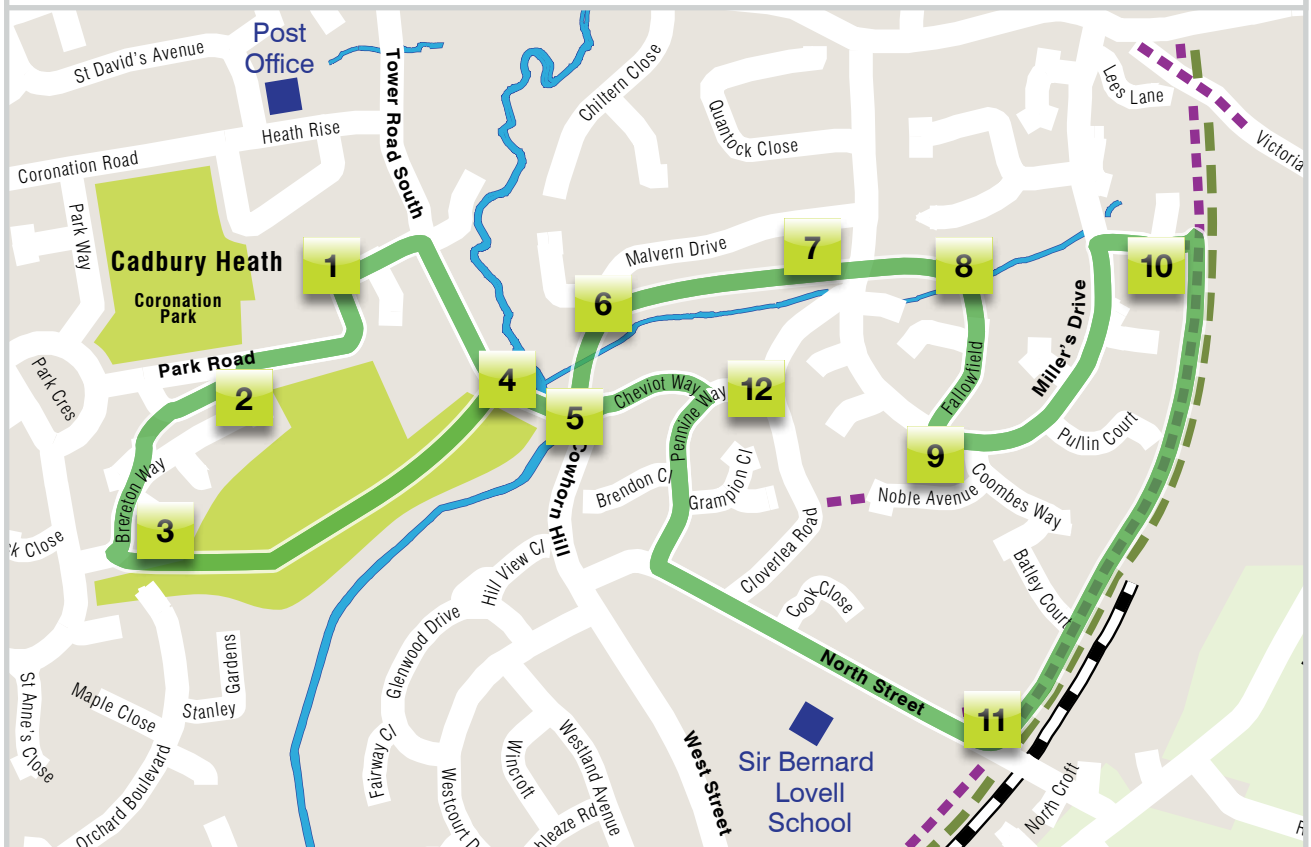 Post
Office
St David's Avenue
Tower Road South
Chiltern Close
Lees Lane
Quantock Close
Victoria
Heath Rise
Coronation Road
Park Way
Cadbury Heath
Coronation
Park
1
Malvern Drive
7
8
10
6
Miller's Drive
Park Road
Park Cres
2
4
Cheviot Way
12
5
Fallowfield
Pennine Way
Pullin Court
9
Cowhorn Hill
Brereton Way
Brendon Cl
Grampion Cl
Noble Avenue
Coombes Way
3
k Close
Hill View Cl
Cloverlea Road
Cook Close
Batley Court
Glenwood Drive
Gardens
Stanley
North Street
St Anne's Close
Maple Close
11
Fairway Cl
Wincroft
Westland Avenue
West Street
Sir Bernard
Lovell
School
Orchard Boulevard
Westcourt D
bleaze Rd
North Croft
R